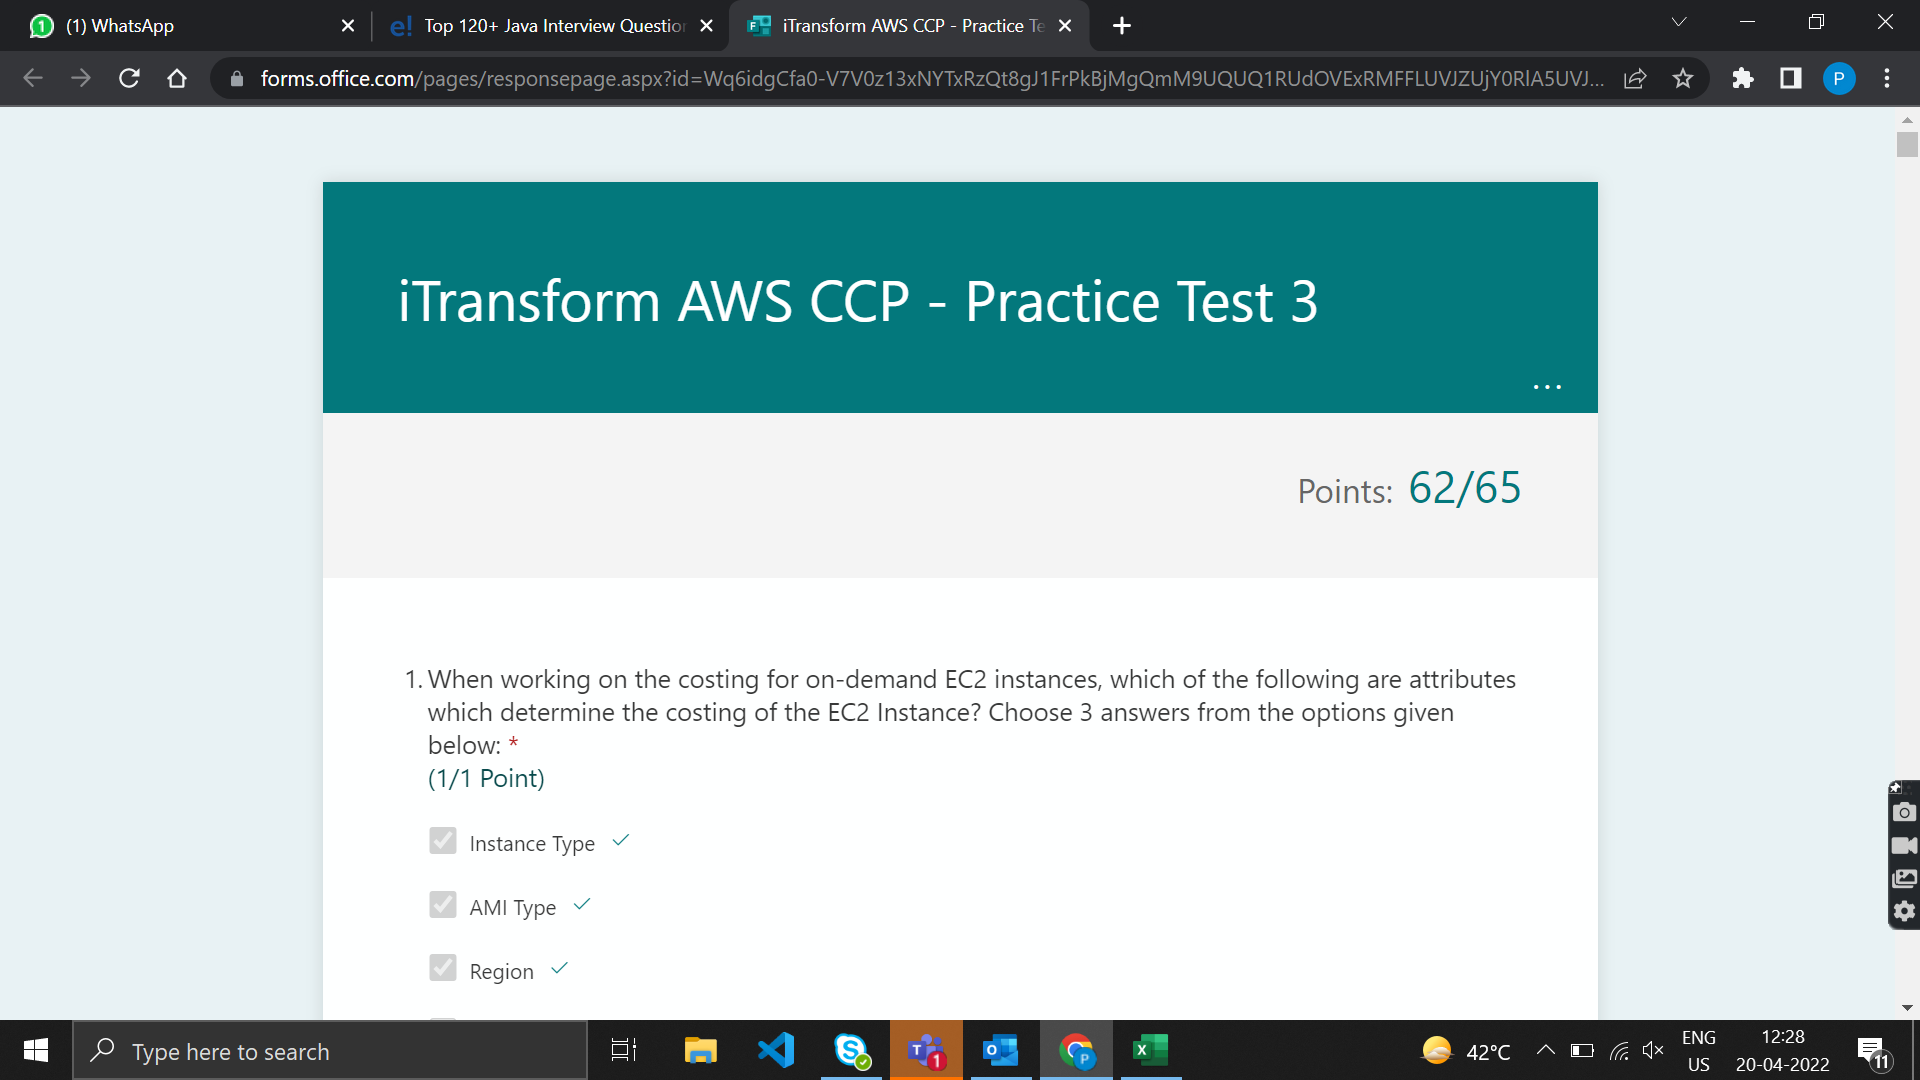 (1) WhatsApp
e! Top 120+ Java Interview Question
iTransform AWS CCP - Practice Te
forms.office.com/pages/responsepage.aspx?id=Wq6idgCfa0-V7V0z13xNYTxRzQt8gJ1FrPkBjMgQmM9UQUQ1RUdOVExRMFFLUVJZUjY0RlA5UVJ...
P
iTransform AWS CCP - Practice Test 3
...
Points: 62/65
1. When working on the costing for on-demand EC2 instances, which of the following are attributes
which determine the costing of the EC2 Instance? Choose 3 answers from the options given
below: *
(1/1 Point)
Instance Type
AMI Type
Region
Type here to search
42°C
ENG
US
12:28
20-04-2022
11